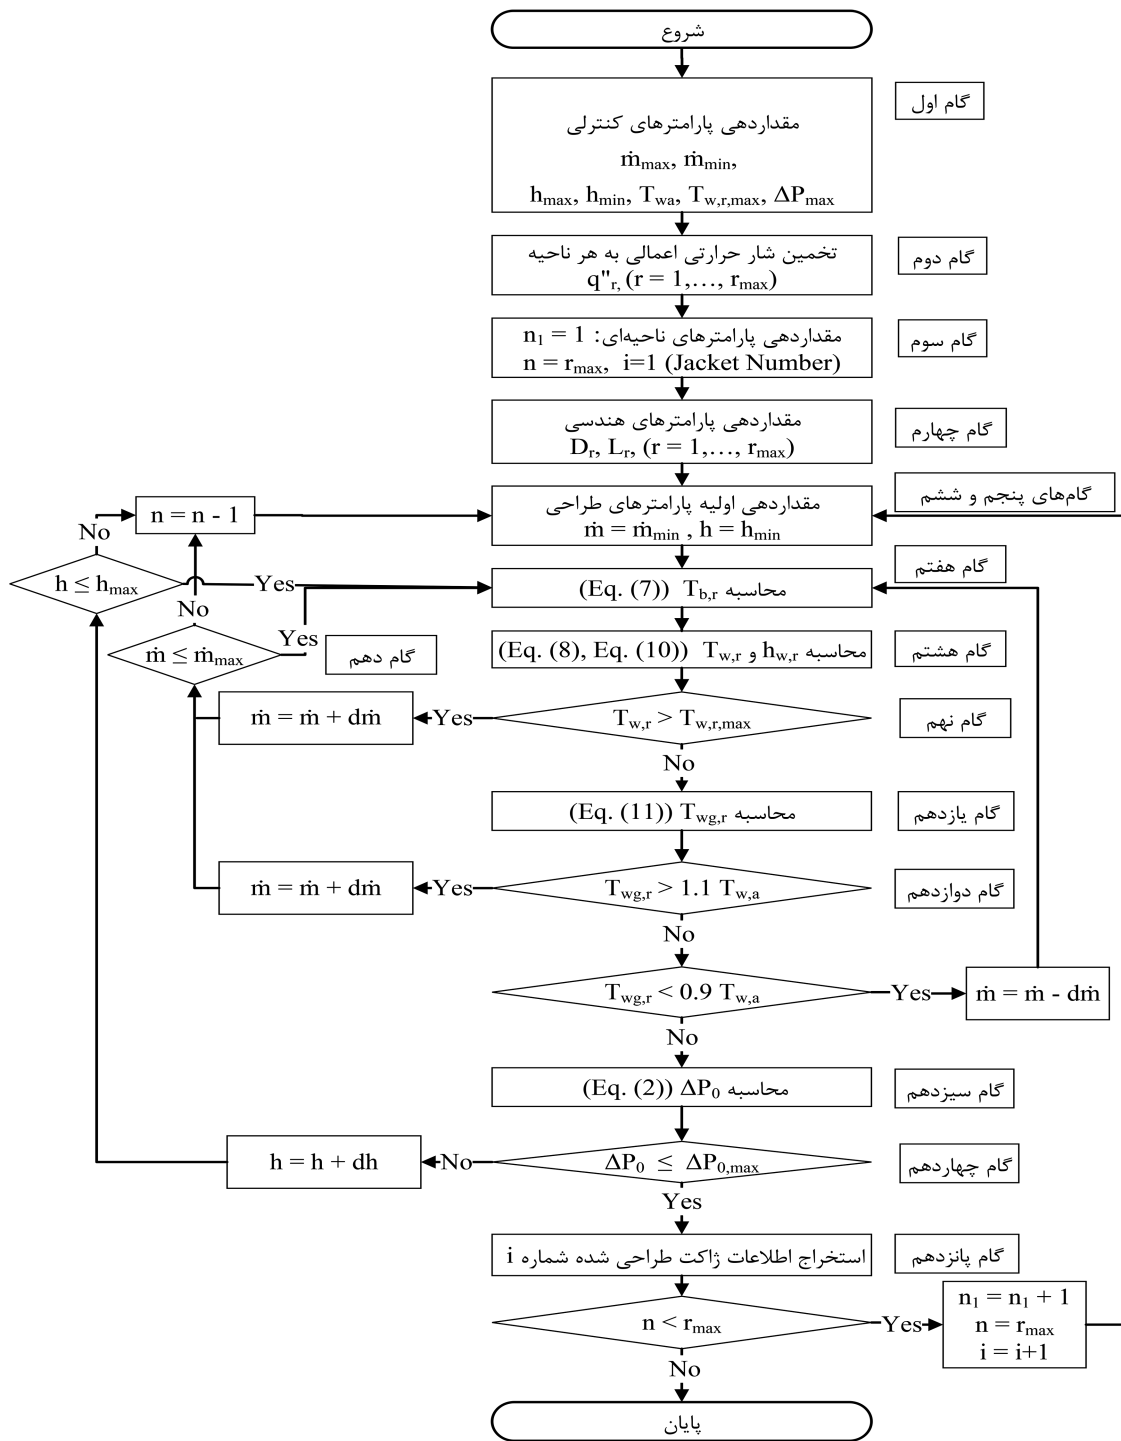 شروع
گام اول
مقداردهی پارامترهای کنترلی
ṁmax, ṁmin,
hmax, hmin, Twa, Tw,r,max, ΔPmax
تخمین شار حرارتی اعمالی به هر ناحیه
q"r, (r = 1,…, rmax)
گام دوم
مقداردهی پارامترهای ناحیه‌ای: n1 = 1
n = rmax, i=1 (Jacket Number)
گام سوم
مقداردهی پارامترهای هندسی
Dr, Lr, (r = 1,…, rmax)
گام چهارم
گام‌های پنجم و ششم
مقداردهی اولیه پارامترهای طراحی
ṁ = ṁmin , h = hmin
n = n - 1
No
h ≤ hmax
Yes
محاسبه Tb,r (Eq. (7))
گام هفتم
No
ṁ ≤ ṁmax
Yes
گام دهم
محاسبه hw,r و Tw,r (Eq. (8), Eq. (10))
گام هشتم
Tw,r > Tw,r,max
گام نهم
Yes
ṁ = ṁ + dṁ
No
محاسبه Twg,r (Eq. (11))
گام یازدهم
Twg,r > 1.1 Tw,a
گام دوازدهم
Yes
ṁ = ṁ + dṁ
No
Twg,r < 0.9 Tw,a
Yes
ṁ = ṁ - dṁ
No
محاسبه ΔP0 (Eq. (2))
گام سیزدهم
ΔP0 ≤ ΔP0,max
گام چهاردهم
No
h = h + dh
Yes
استخراج اطلاعات ژاکت طراحی شده شماره i
گام پانزدهم
n < rmax
Yes
n1 = n1 + 1
n = rmax
i = i+1
No
پایان